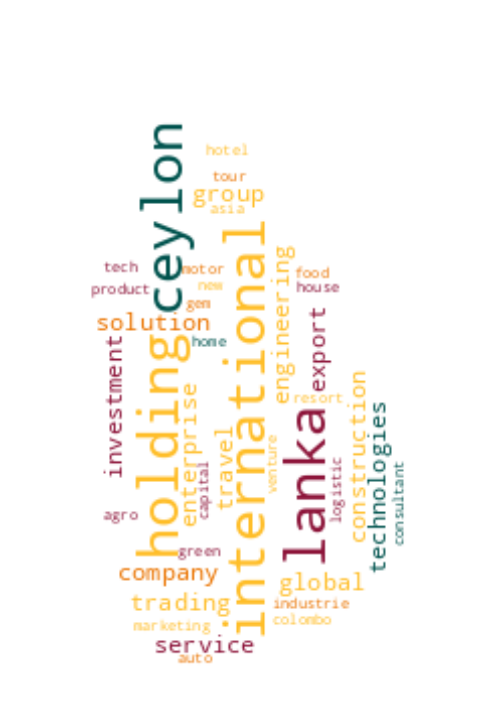 ceylon
hotel
tour
group
asia
international
engineering
tech
motor
food
product
new
house
gem
export
solution
home
holding
investment
enterprise
travel
resort
construction
lanka
technologies
venture
capital
logistic
consultant
agro
green
company
global
trading
industrie
marketing
colombo
service
auto